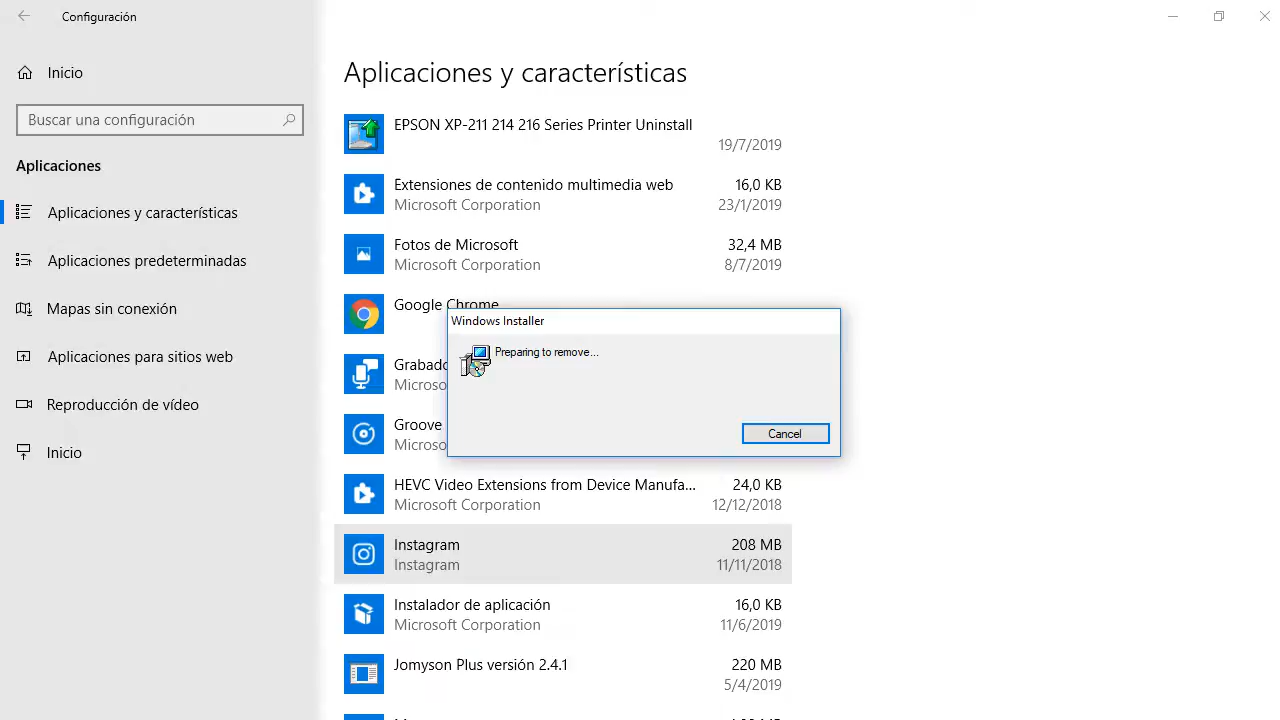 Configuración
Inicio
Buscar una configuración
Aplicaciones
Aplicaciones y características
Aplicaciones predeterminadas
Mapas sin conexión
Aplicaciones para sitios web
Reproducción de vídeo
Inicio
Aplicaciones y características
EPSON XP-211 214 216 Series Printer Uninstall
19/7/2019
Extensiones de contenido multimedia web 16,0 KB
Microsoft Corporation 23/1/2019
Fotos de Microsoft 32,4 MB
Microsoft Corporation 8/7/2019
Google Chrome
Windows Installer
Preparing to remove...
Cancel
Grabado
Microso
Groove
Microso
HEVC Video Extensions from Device Manufa... 24,0 KB
Microsoft Corporation 12/12/2018
Instagram 208 MB
Instagram 11/11/2018
Instalador de aplicación 16,0 KB
Microsoft Corporation 11/6/2019
Jomyson Plus versión 2.4.1 220 MB
5/4/2019